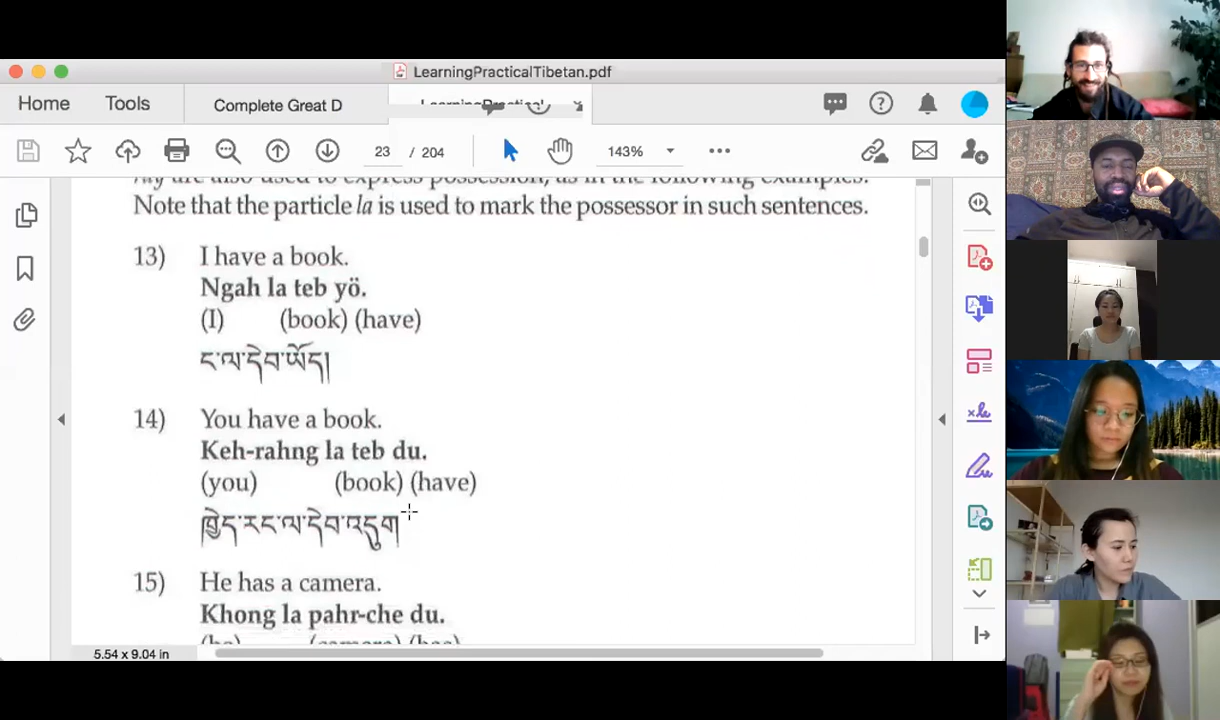 LearningPracticalTibetan.pdf
Home
Tools
Complete Great D
23 / 204
143%
are also used to express possession, as in the following examples.
Note that the particle la is used to mark the possessor in such sentences.
13) I have a book.
Ngah la teb yö.
(I) (book) (have)
ང་ལ་དེབ་ཡོད།
14) You have a book.
Keh-rahng la teb du.
(you) (book) (have)
ཁྱེད་རང་ལ་དེབ་འདུག
15) He has a camera.
Khong la pahr-che du.
(he) (camera) (has)
5.54 x 9.04 in